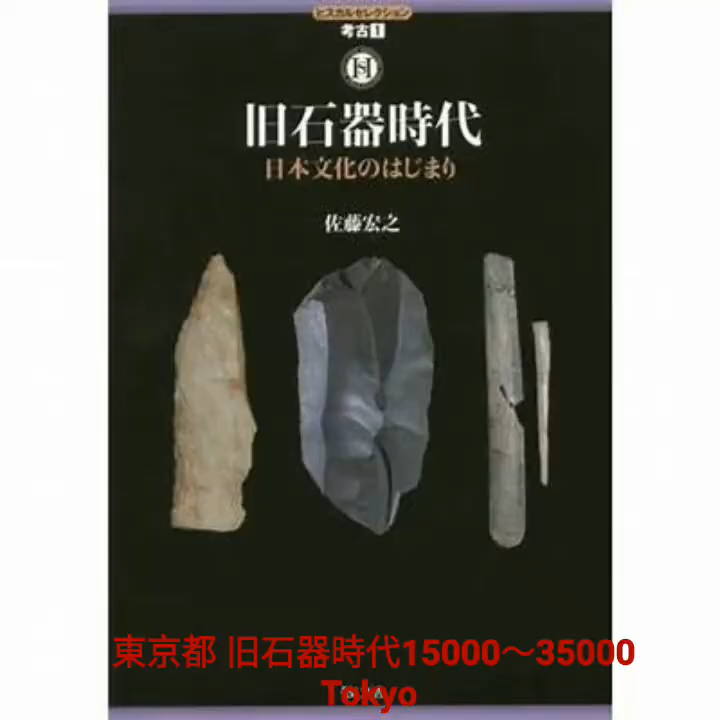 ヒスカルセレクション
考古1
H
旧石器時代
日本文化のはじまり
佐藤宏之
東京都 旧石器時代15000〜35000
Tokyo